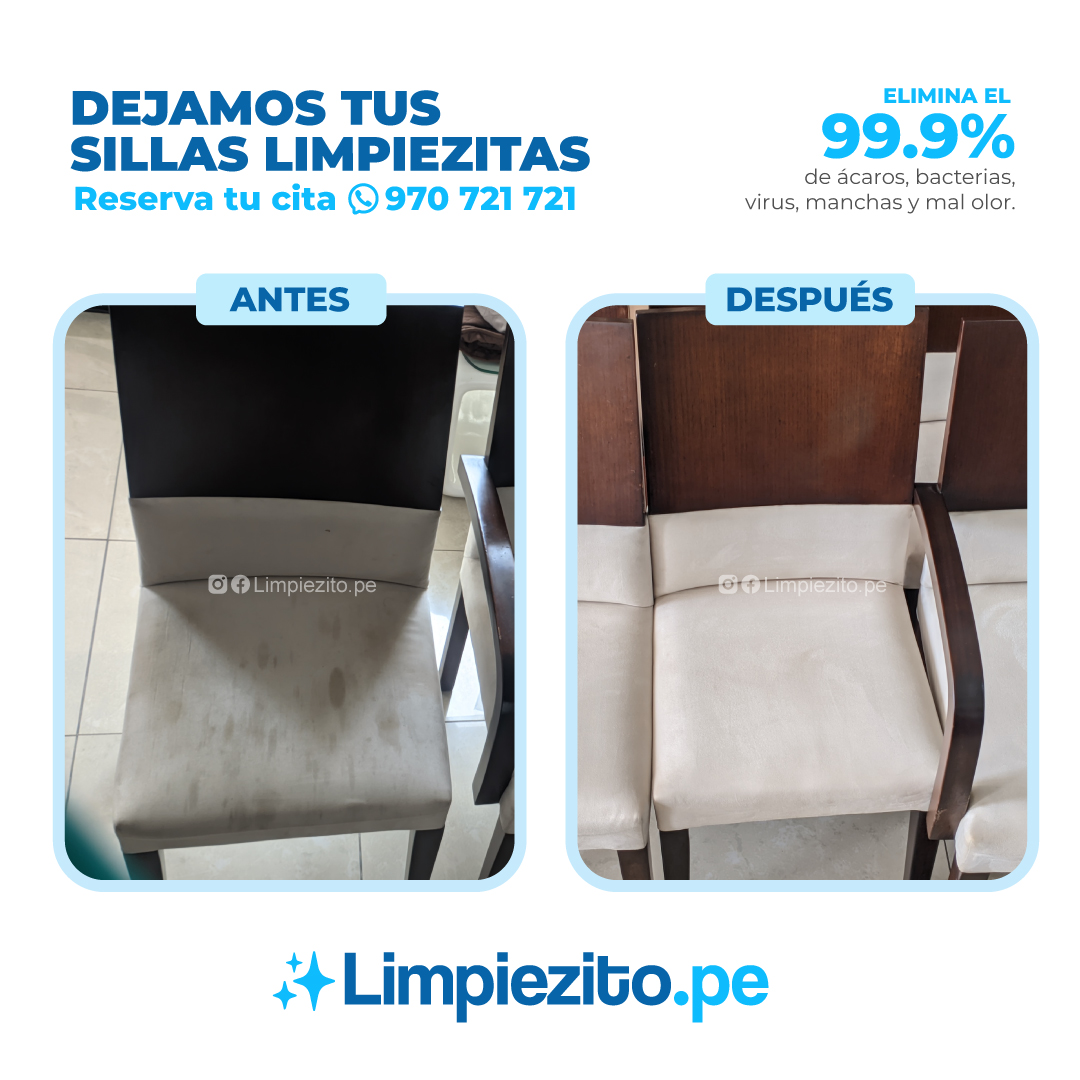 DEJAMOS TUS
SILLAS LIMPIEZITAS
Reserva tu cita 970 721 721
ELIMINA EL
99.9%
de ácaros, bacterias,
virus, manchas y mal olor.
ANTES
DESPUÉS
Limpiezito.pe
Limpiezito.pe
Limpiezito.pe